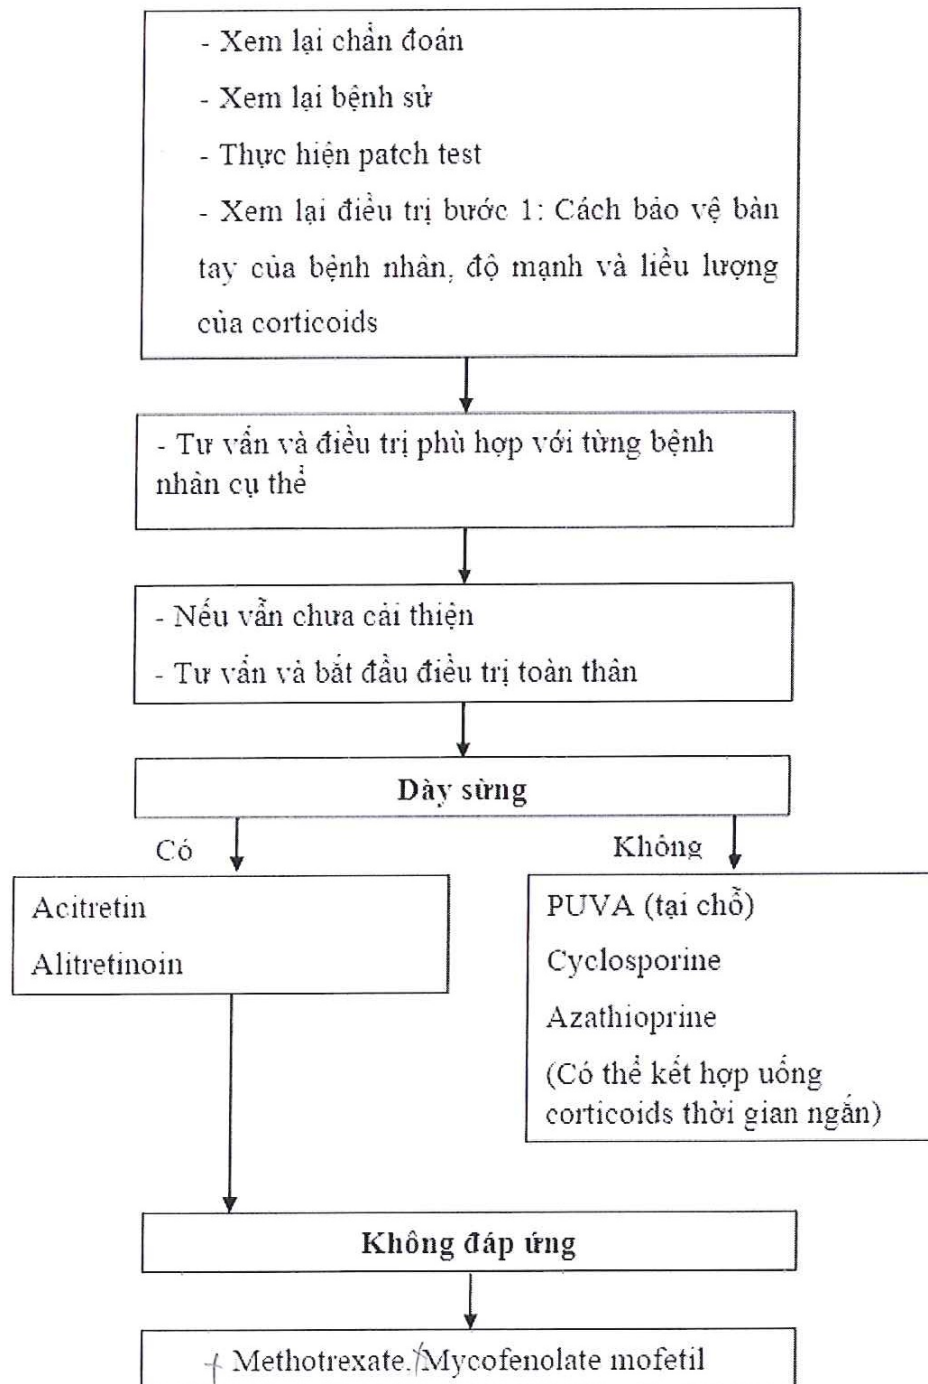 - Xem lại chẩn đoán
- Xem lại bệnh sử
- Thực hiện patch test
- Xem lại điều trị bước 1: Cách bảo vệ bàn
tay của bệnh nhân, độ mạnh và liều lượng
của corticoids
- Tư vấn và điều trị phù hợp với từng bệnh
nhân cụ thể
- Nếu vẫn chưa cải thiện
- Tư vấn và bắt đầu điều trị toàn thân
Dày sừng
Có
Không
Acitretin
Alitretinoin
PUVA (tại chỗ)
Cyclosporine
Azathioprine
(Có thể kết hợp uống
corticoids thời gian ngắn)
Không đáp ứng
+ Methotrexate. Mycofenolate mofetil